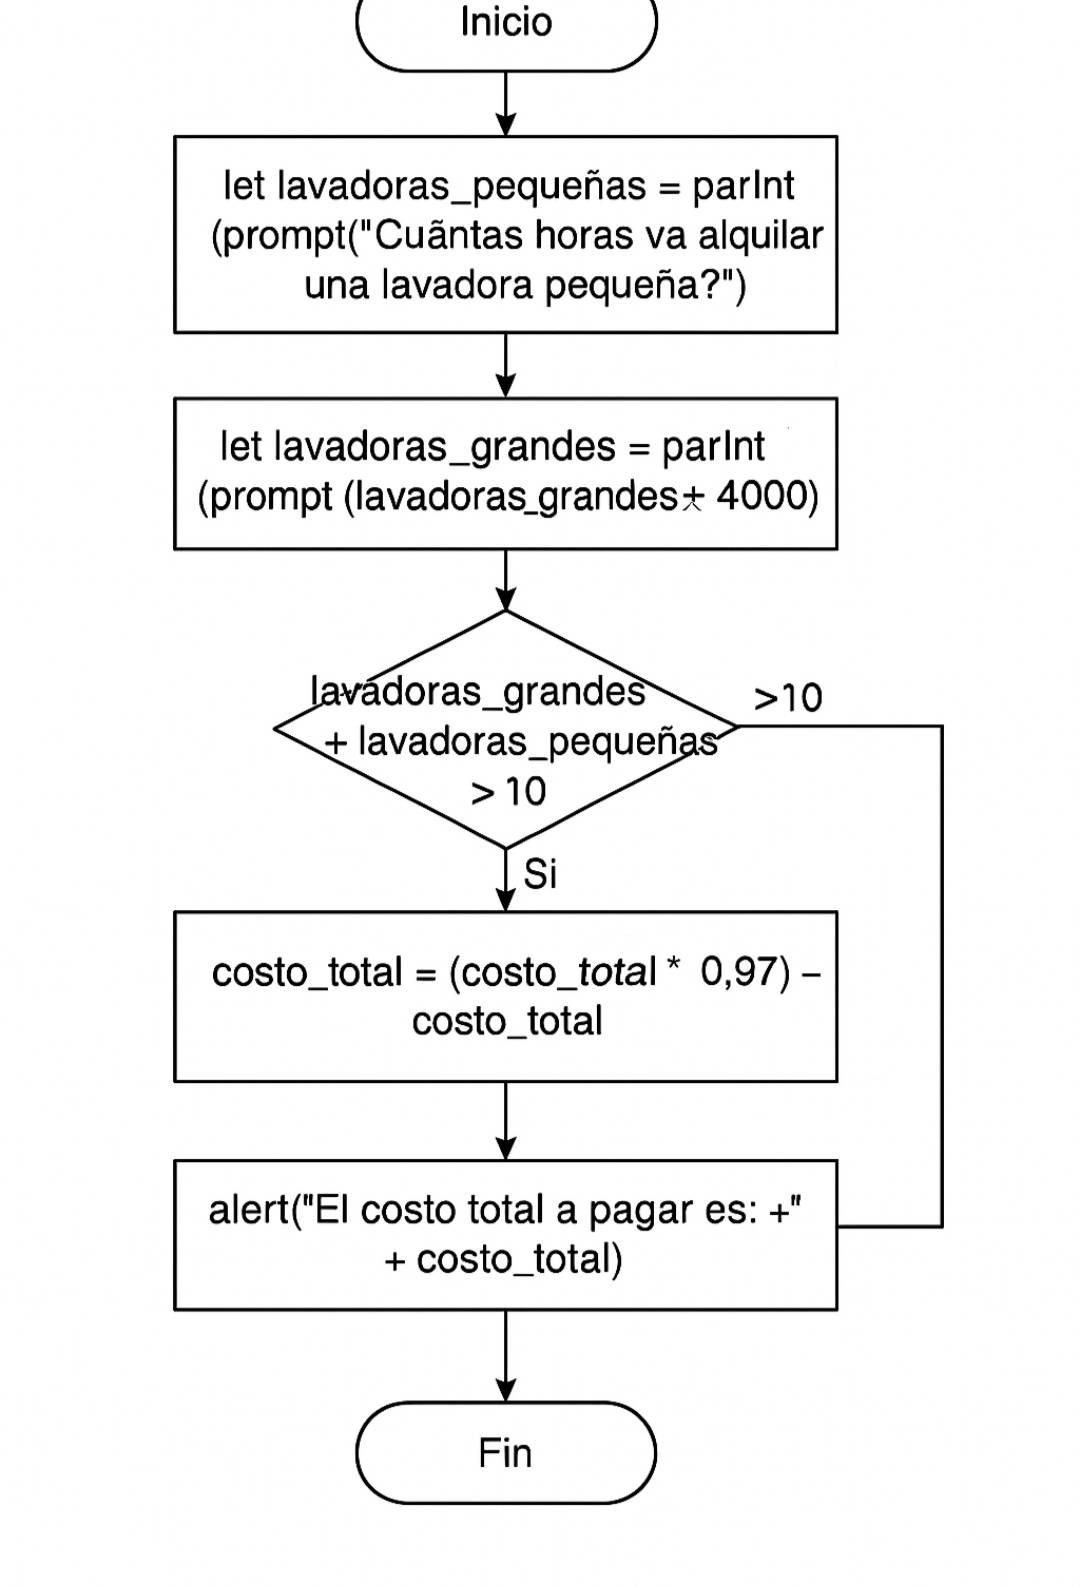 Inicio
let lavadoras_pequeñas = parInt
(prompt("Cuãntas horas va alquilar
una lavadora pequeña?")
let lavadoras_grandes = parInt
(prompt (lavadoras_grandes± 4000)
lavadoras_grandes
+ lavadoras_pequeñas
> 10
>10
Si
costo_total = (costo_total * 0,97) –
costo_total
alert("El costo total a pagar es: +"
+ costo_total)
Fin